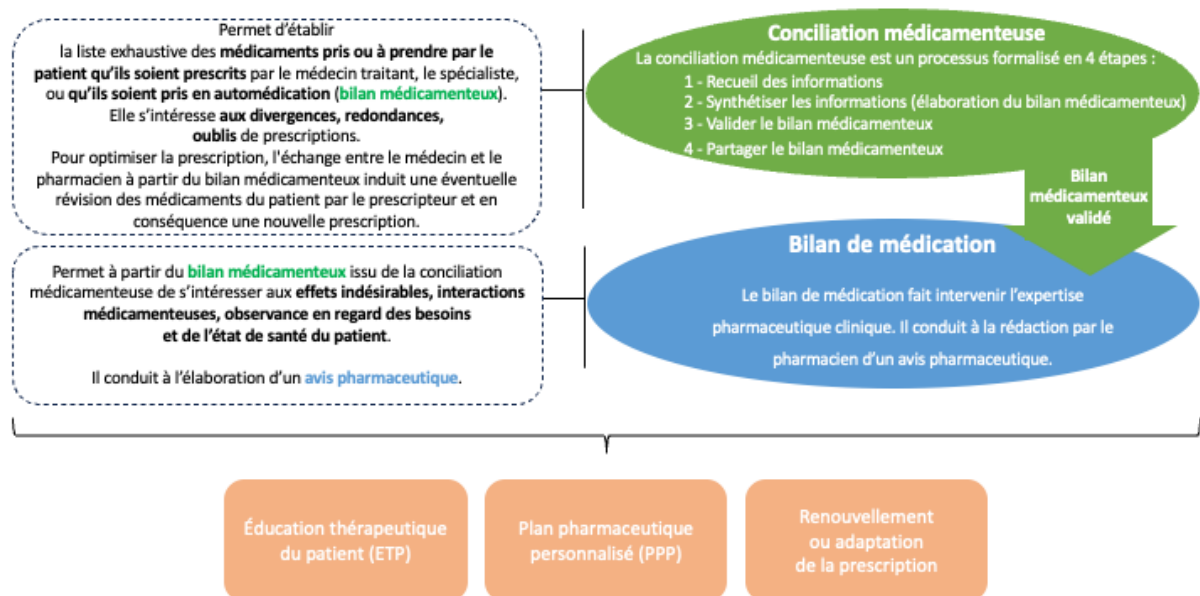 Permet d’établir
la liste exhaustive des médicaments pris ou à prendre par le
patient qu’ils soient prescrits par le médecin traitant, le spécialiste,
ou qu’ils soient pris en automédication (bilan médicamenteux).
Elle s’intéresse aux divergences, redondances,
oublis de prescriptions.
Pour optimiser la prescription, l'échange entre le médecin et le
pharmacien à partir du bilan médicamenteux induit une éventuelle
révision des médicaments du patient par le prescripteur et en
conséquence une nouvelle prescription.
Conciliation médicamenteuse
La conciliation médicamenteuse est un processus formalisé en 4 étapes :
1 - Recueil des informations
2 - Synthétiser les informations (élaboration du bilan médicamenteux)
3 - Valider le bilan médicamenteux
4 - Partager le bilan médicamenteux
Bilan
médicamenteux
validé
Permet à partir du bilan médicamenteux issu de la conciliation
médicamenteuse de s’intéresser aux effets indésirables, interactions
médicamenteuses, observance en regard des besoins
et de l’état de santé du patient.
Il conduit à l’élaboration d’un avis pharmaceutique.
Bilan de médication
Le bilan de médication fait intervenir l’expertise
pharmaceutique clinique. Il conduit à la rédaction par le
pharmacien d’un avis pharmaceutique.
Éducation thérapeutique
du patient (ETP)
Plan pharmaceutique
personnalisé (PPP)
Renouvellement
ou adaptation
de la prescription